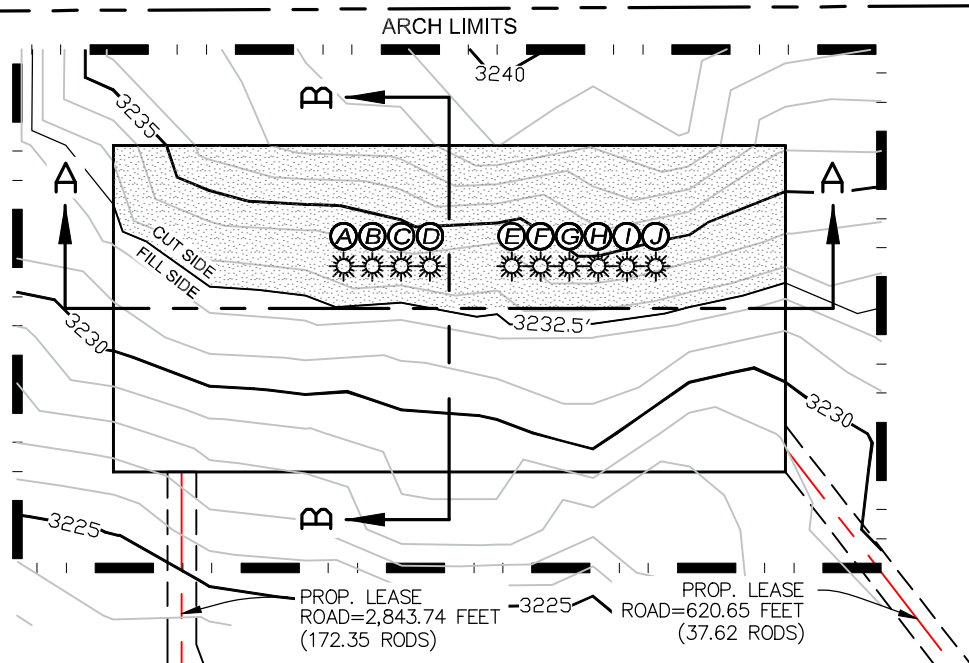 ARCH LIMITS
3240
B
3235
A
A
A B C D E F G H I J
CUT SIDE
FILL SIDE
3232.5'
3230
3230
B
3225
PROP. LEASE
ROAD=2,843.74 FEET
(172.35 RODS)
3225
PROP. LEASE
ROAD=620.65 FEET
(37.62 RODS)